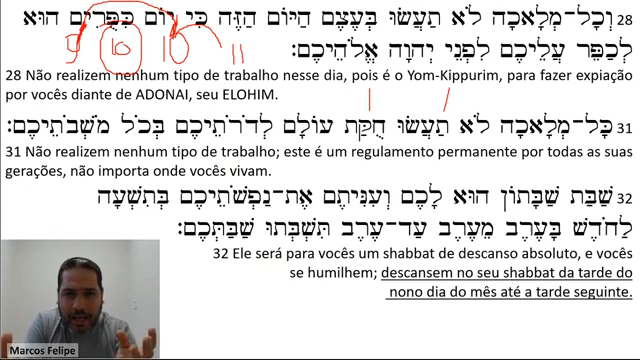 28 וְכָל־מְלָאכָה לֹא תַעֲשׂוּ בְּעֶצֶם הַיּוֹם הַזֶּה כִּי יוֹם כִּפֻּרִים הוּא
לְכַפֵּר עֲלֵיכֶם לִפְנֵי יְהוָה אֱלֹהֵיכֶם׃
9 10 10 11
28 Não realizem nenhum tipo de trabalho nesse dia, pois é o Yom-Kippurim, para fazer expiação
por vocês diante de ADONAI, seu ELOHIM.
31 כָּל־מְלָאכָה לֹא תַעֲשׂוּ חֻקַּת עוֹלָם לְדֹרֹתֵיכֶם בְּכֹל מֹשְׁבֹתֵיכֶם׃
31 Não realizem nenhum tipo de trabalho; este é um regulamento permanente por todas as suas
gerações, não importa onde vocês vivam.
32 שַׁבַּת שַׁבָּתוֹן הוּא לָכֶם וְעִנִּיתֶם אֶת־נַפְשֹׁתֵיכֶם בְּתִשְׁעָה
לַחֹדֶשׁ בָּעֶרֶב מֵעֶרֶב עַד־עֶרֶב תִּשְׁבְּתוּ שַׁבַּתְּכֶם׃
32 Ele será para vocês um shabbat de descanso absoluto, e vocês
se humilhem; descansem no seu shabbat da tarde do
nono dia do mês até a tarde seguinte.
Marcos Felipe